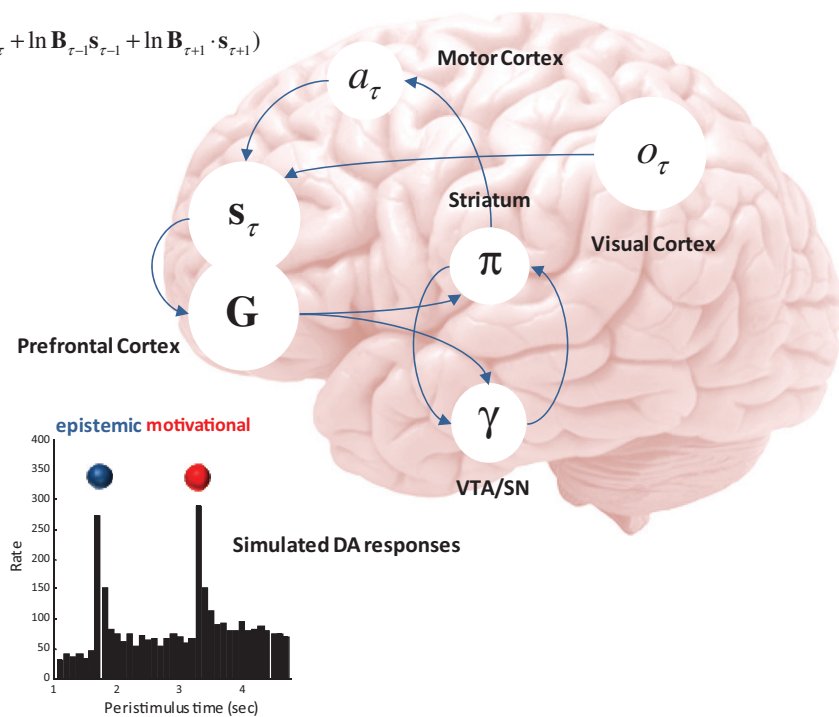 τ + ln B_{τ−1}s_{τ−1} + ln B_{τ+1} · s_{τ+1})
Motor Cortex
a_τ
o_τ
Striatum
s_τ
Visual Cortex
π
G
Prefrontal Cortex
γ
epistemic motivational
VTA/SN
Simulated DA responses
Rate
400
350
300
250
200
150
100
50
0
1 2 3 4
Peristimulus time (sec)